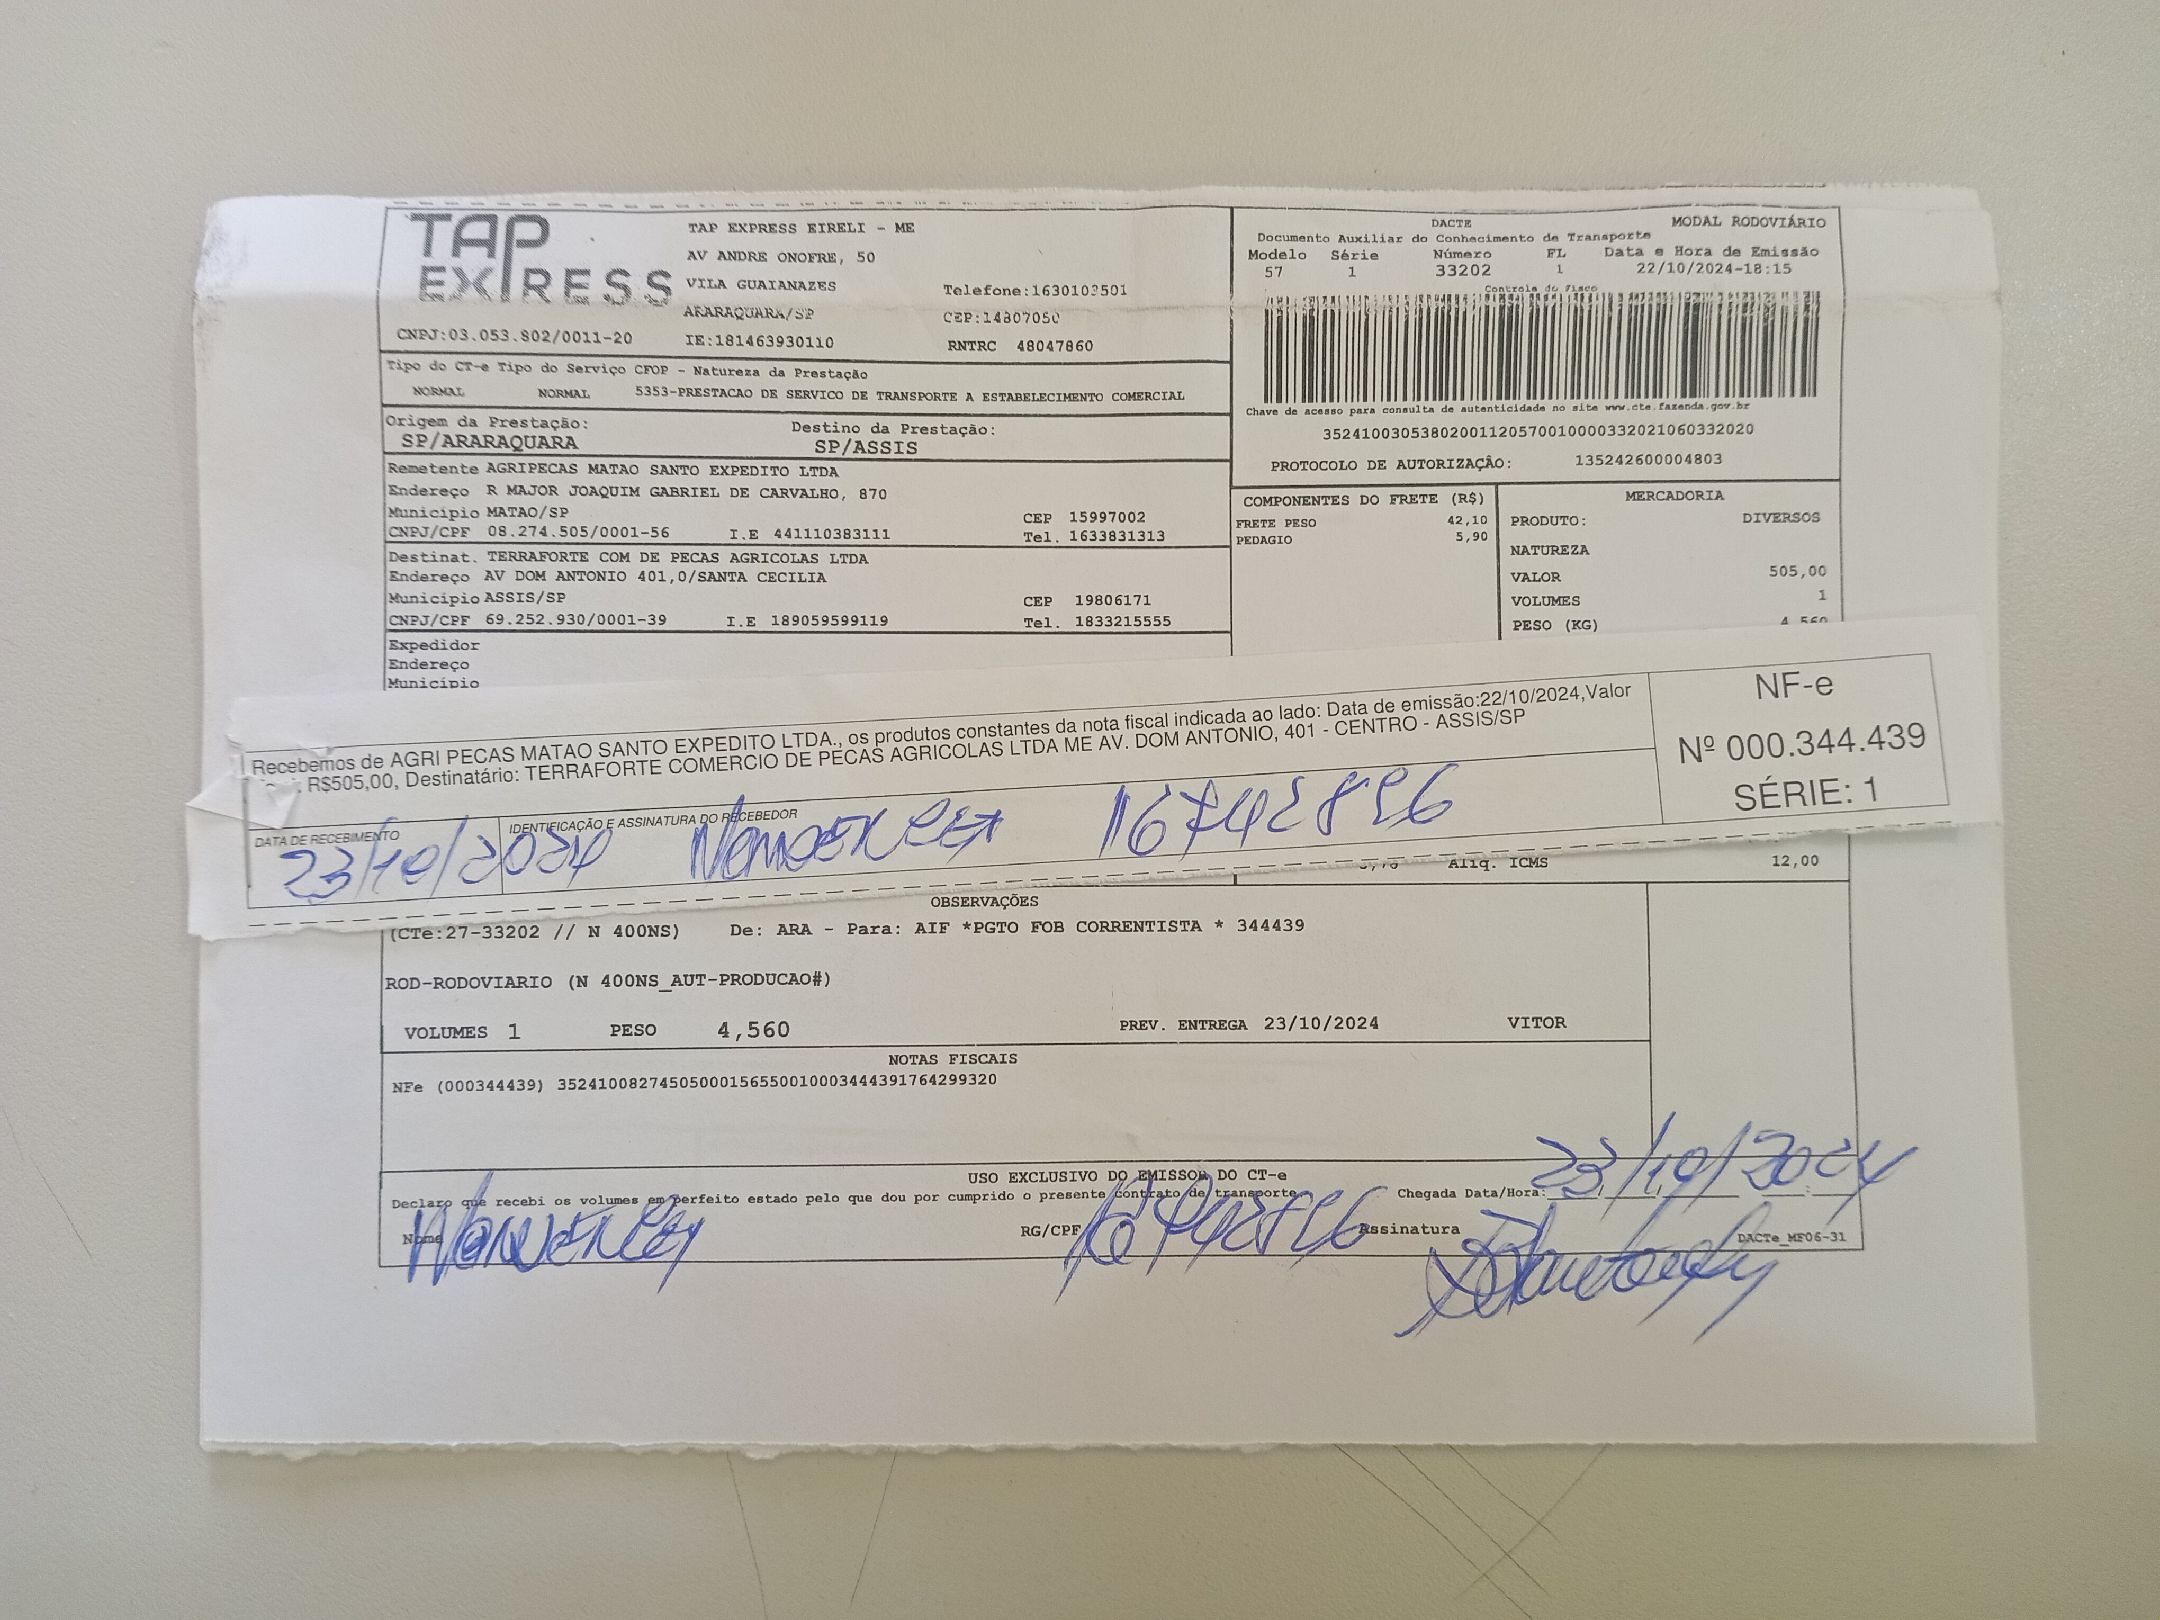 TAP
EXPRESS
TAP EXPRESS EIRELI - ME
AV ANDRE ONOFRE, 50
VILA GUAIANAZES
Telefone:1630103501
ARARAQUARA/SP
CEP:14807050
CNPJ:03.053.802/0011-20
IE:181463930110
RNTRC 48047860
DACTE
MODAL RODOVIÁRIO
Documento Auxiliar do Conhecimento de Transporte
Modelo Série Número FL Data e Hora de Emissão
57 1 33202 1 22/10/2024-18:15
Controle do Fisco
Chave de acesso para consulta de autenticidade no site www.cte.fazenda.gov.br
35241003053802001120570010000332021060332020
PROTOCOLO DE AUTORIZAÇÂO: 135242600004803
Tipo do CT-e Tipo do Serviço CFOP - Natureza da Prestação
NORMAL NORMAL 5353-PRESTACAO DE SERVICO DE TRANSPORTE A ESTABELECIMENTO COMERCIAL
Origem da Prestação: Destino da Prestação:
SP/ARARAQUARA SP/ASSIS
Remetente AGRIPECAS MATAO SANTO EXPEDITO LTDA
Endereço R MAJOR JOAQUIM GABRIEL DE CARVALHO, 870
Município MATAO/SP CEP 15997002
CNPJ/CPF 08.274.505/0001-56 I.E 441110383111 Tel. 1633831313
Destinat. TERRAFORTE COM DE PECAS AGRICOLAS LTDA
Endereço AV DOM ANTONIO 401,0/SANTA CECILIA
Município ASSIS/SP CEP 19806171
CNPJ/CPF 69.252.930/0001-39 I.E 189059599119 Tel. 1833215555
Expedidor
Endereço
Município
COMPONENTES DO FRETE (R$)
FRETE PESO 42,10
PEDAGIO 5,90
MERCADORIA
PRODUTO: DIVERSOS
NATUREZA
VALOR 505,00
VOLUMES 1
PESO (KG) 4,560
Recebemos de AGRI PECAS MATAO SANTO EXPEDITO LTDA., os produtos constantes da nota fiscal indicada ao lado: Data de emissão:22/10/2024,Valor
R$505,00, Destinatário: TERRAFORTE COMERCIO DE PECAS AGRICOLAS LTDA ME AV. DOM ANTONIO, 401 - CENTRO - ASSIS/SP
NF-e
Nº 000.344.439
SÉRIE: 1
DATA DE RECEBIMENTO
IDENTIFICAÇÃO E ASSINATURA DO RECEBEDOR
23/10/2024 16742826
Aliq. ICMS 12,00
OBSERVAÇÕES
(CTe:27-33202 // N 400NS) De: ARA - Para: AIF *PGTO FOB CORRENTISTA * 344439
ROD-RODOVIARIO (N 400NS_AUT-PRODUCAO#)
VOLUMES 1 PESO 4,560 PREV. ENTREGA 23/10/2024 VITOR
NOTAS FISCAIS
NFe (000344439) 35241008274505000156550010003444391764299320
USO EXCLUSIVO DO EMISSOR DO CT-e
Declaro que recebi os volumes em perfeito estado pelo que dou por cumprido o presente contrato de transporte
Chegada Data/Hora: 23/10/2024
Nome
RG/CPF 16742826
Assinatura
DACTe_MF06-31